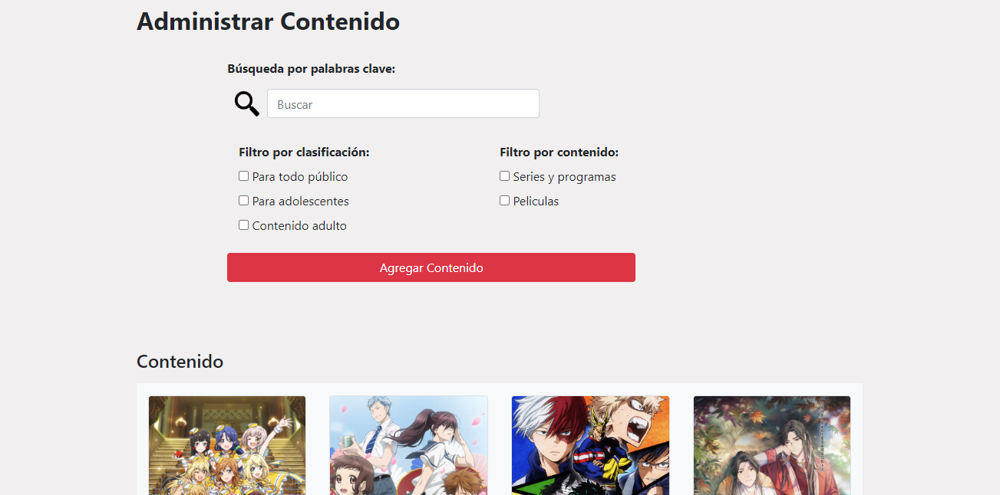 Administrar Contenido
Búsqueda por palabras clave:
Buscar
Filtro por clasificación:
Para todo público
Para adolescentes
Contenido adulto
Filtro por contenido:
Series y programas
Peliculas
Agregar Contenido
Contenido